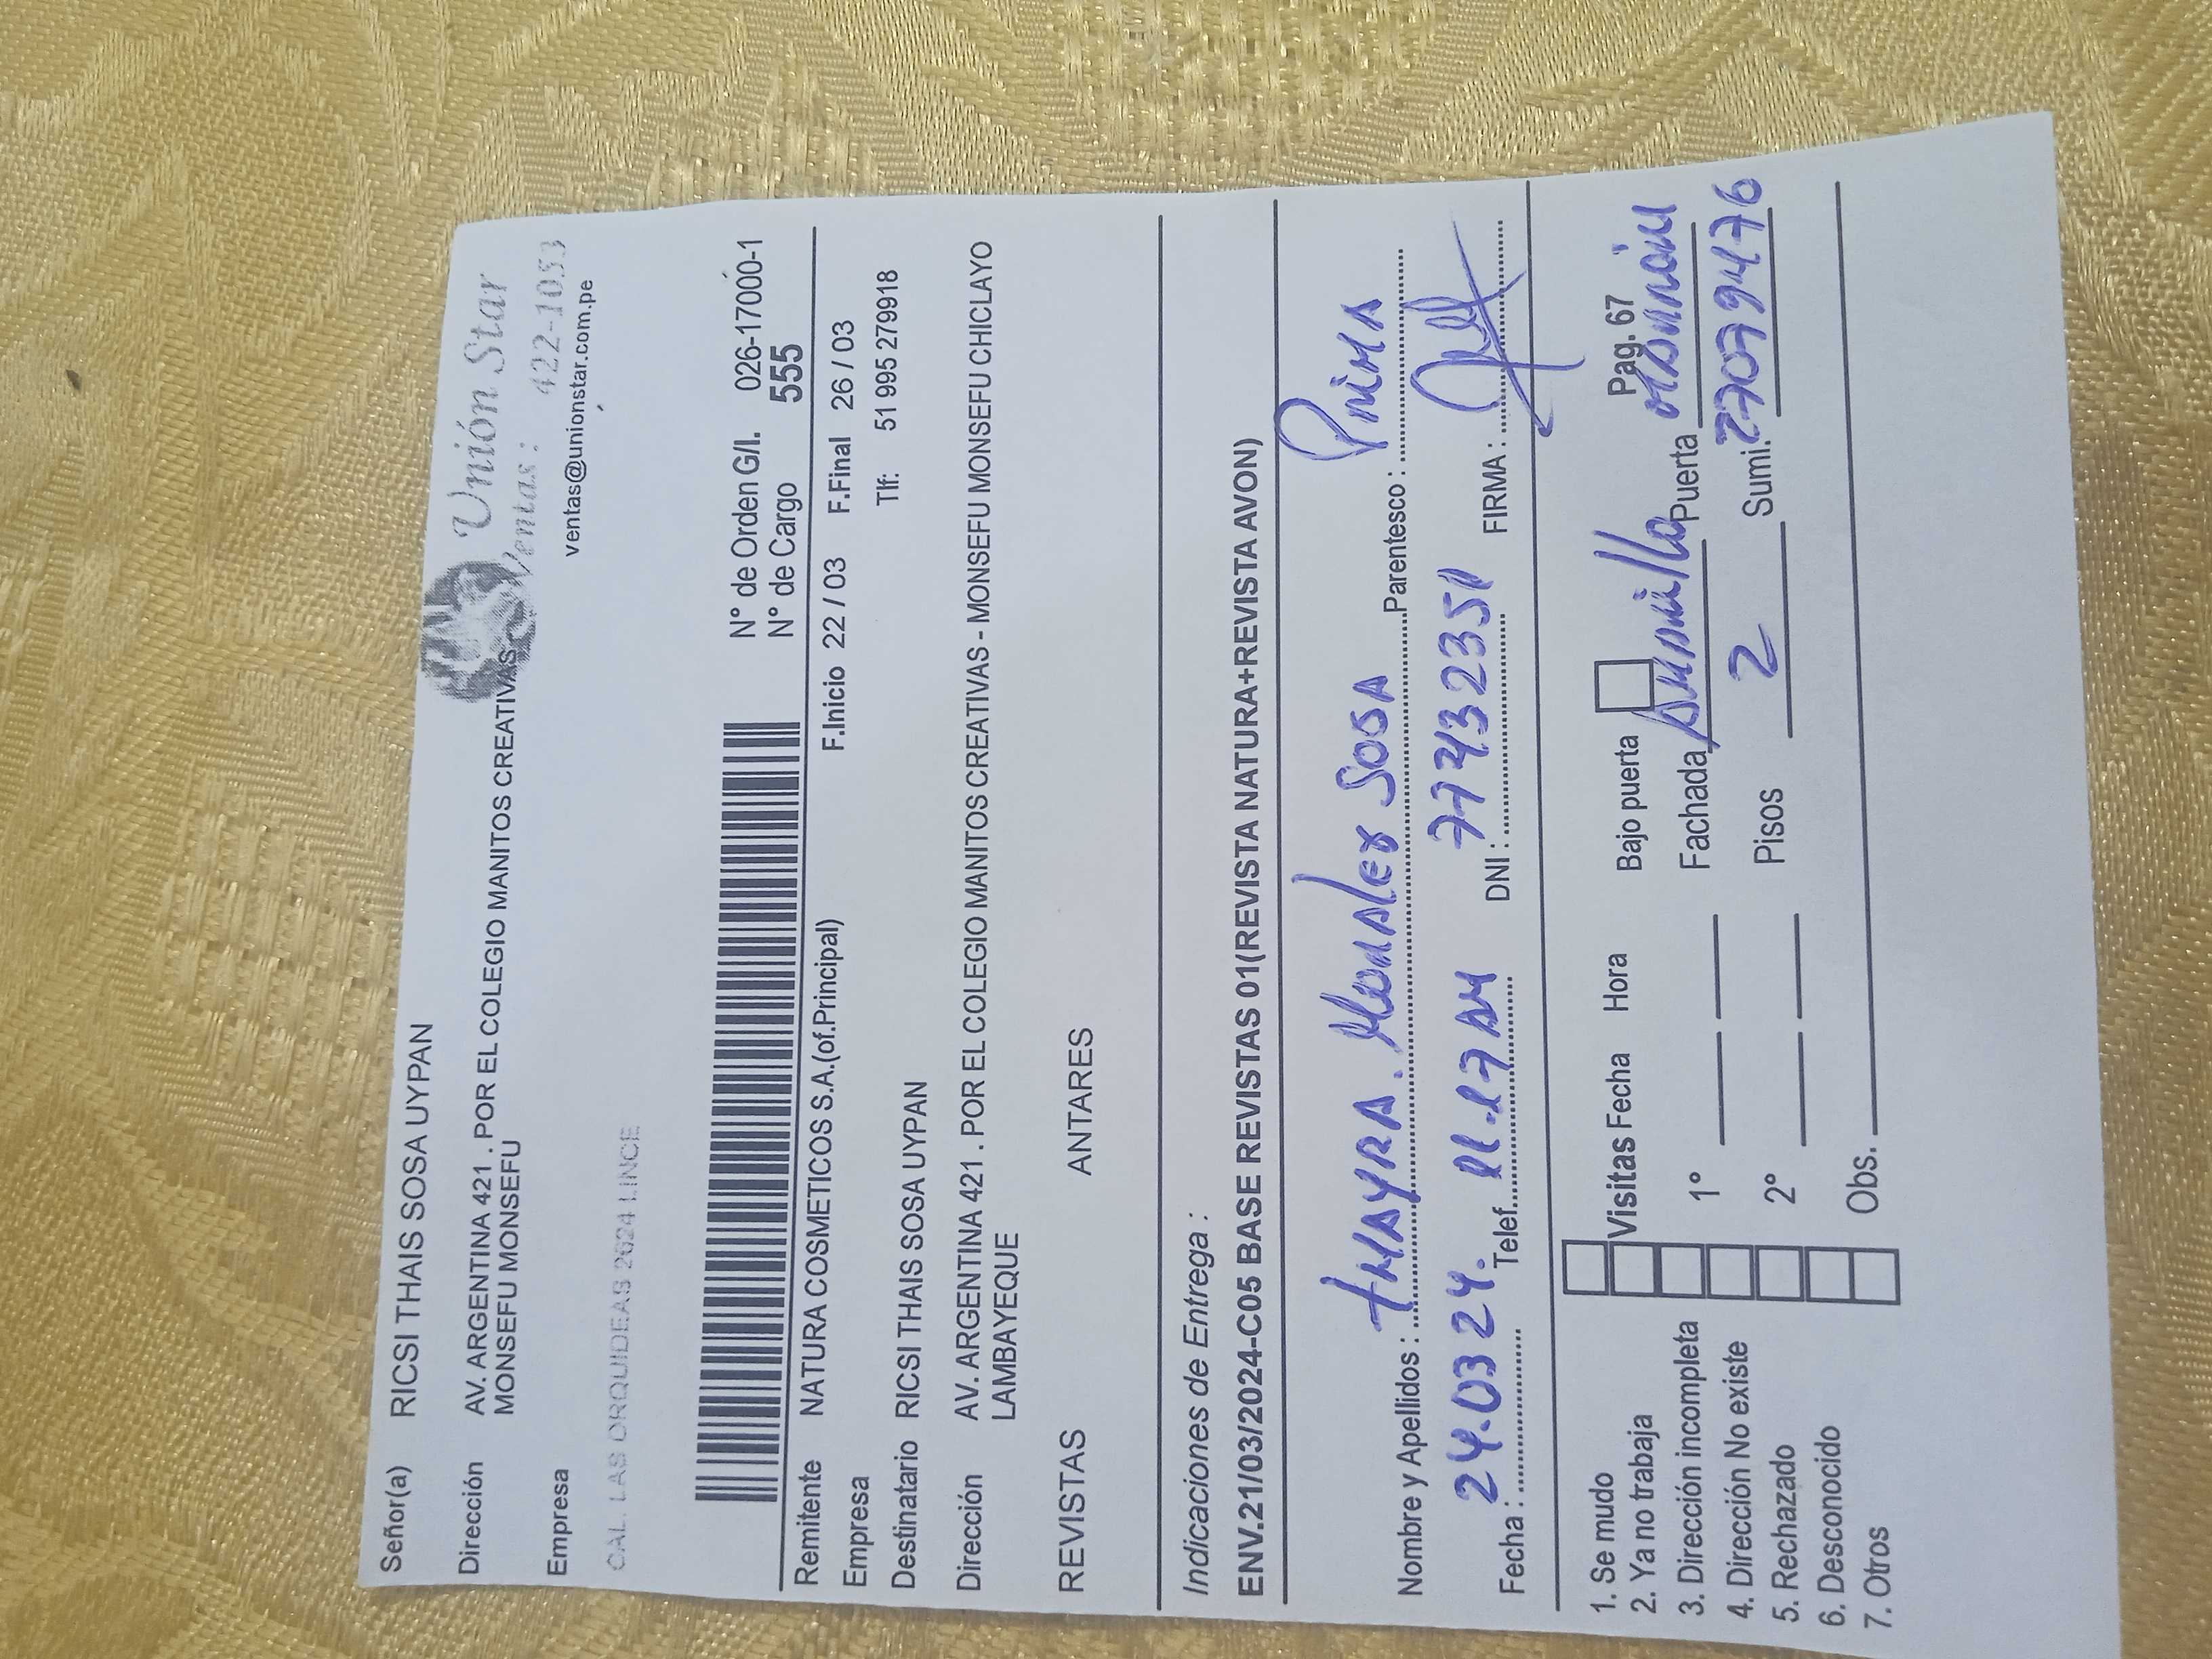 Señor(a) RICSI THAIS SOSA UYPAN
Unión Star
Ventas: 422-1053
ventas@unionstar.com.pe
Dirección AV. ARGENTINA 421 . POR EL COLEGIO MANITOS CREATIVAS
MONSEFU MONSEFU
Empresa
CAL. LAS ORQUIDEAS 2624 LINCE
N° de Orden G/I. 026-17000-1
N° de Cargo 555
Remitente NATURA COSMETICOS S.A.(of.Principal) F.Inicio 22 / 03 F.Final 26 / 03
Empresa
Destinatario RICSI THAIS SOSA UYPAN Tlf: 51 995 2799918
Dirección AV. ARGENTINA 421 . POR EL COLEGIO MANITOS CREATIVAS - MONSEFU MONSEFU MONSEFU CHICLAYO
LAMBAYEQUE
REVISTAS ANTARES
Indicaciones de Entrega :
ENV.21/03/2024-C05 BASE REVISTAS 01(REVISTA NATURA+REVISTA AVON)
Nombre y Apellidos : SOSA Parentesco : Prima
Fecha : 24.03 24. Telef. 11.17 AM DNI : 77432351 FIRMA :
1. Se mudo
2. Ya no trabaja Visitas Fecha Hora Bajo puerta Pag. 67
3. Dirección incompleta 1° Fachada Amarilla Puerta
4. Dirección No existe
5. Rechazado 2° Pisos 2 Sumi. 27079476
6. Desconocido
7. Otros Obs.